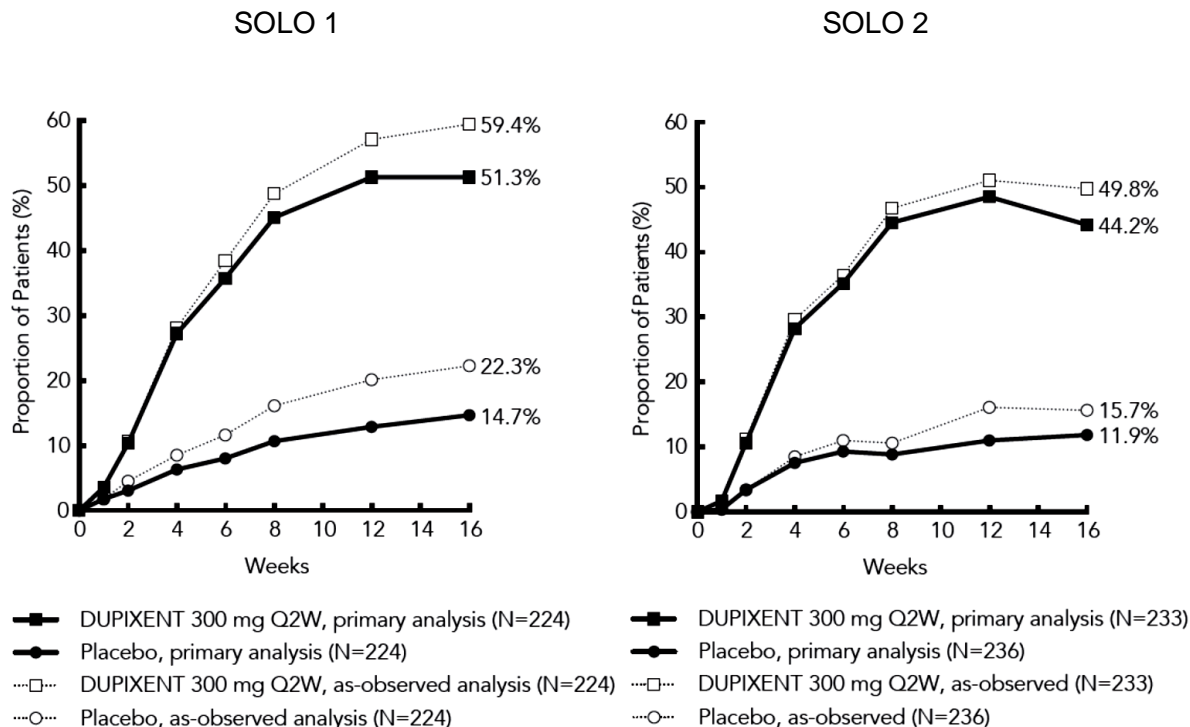 SOLO 1
Proportion of Patients (%)
60
50
40
30
20
10
0
59.4%
51.3%
22.3%
14.7%
0 2 4 6 8 10 12 14 16
Weeks
DUPIXENT 300 mg Q2W, primary analysis (N=224)
Placebo, primary analysis (N=224)
DUPIXENT 300 mg Q2W, as-observed analysis (N=224)
Placebo, as-observed analysis (N=224)
SOLO 2
Proportion of Patients (%)
60
50
40
30
20
10
0
49.8%
44.2%
15.7%
11.9%
0 2 4 6 8 10 12 14 16
Weeks
DUPIXENT 300 mg Q2W, primary analysis (N=233)
Placebo, primary analysis (N=236)
DUPIXENT 300 mg Q2W, as-observed (N=233)
Placebo, as-observed (N=236)